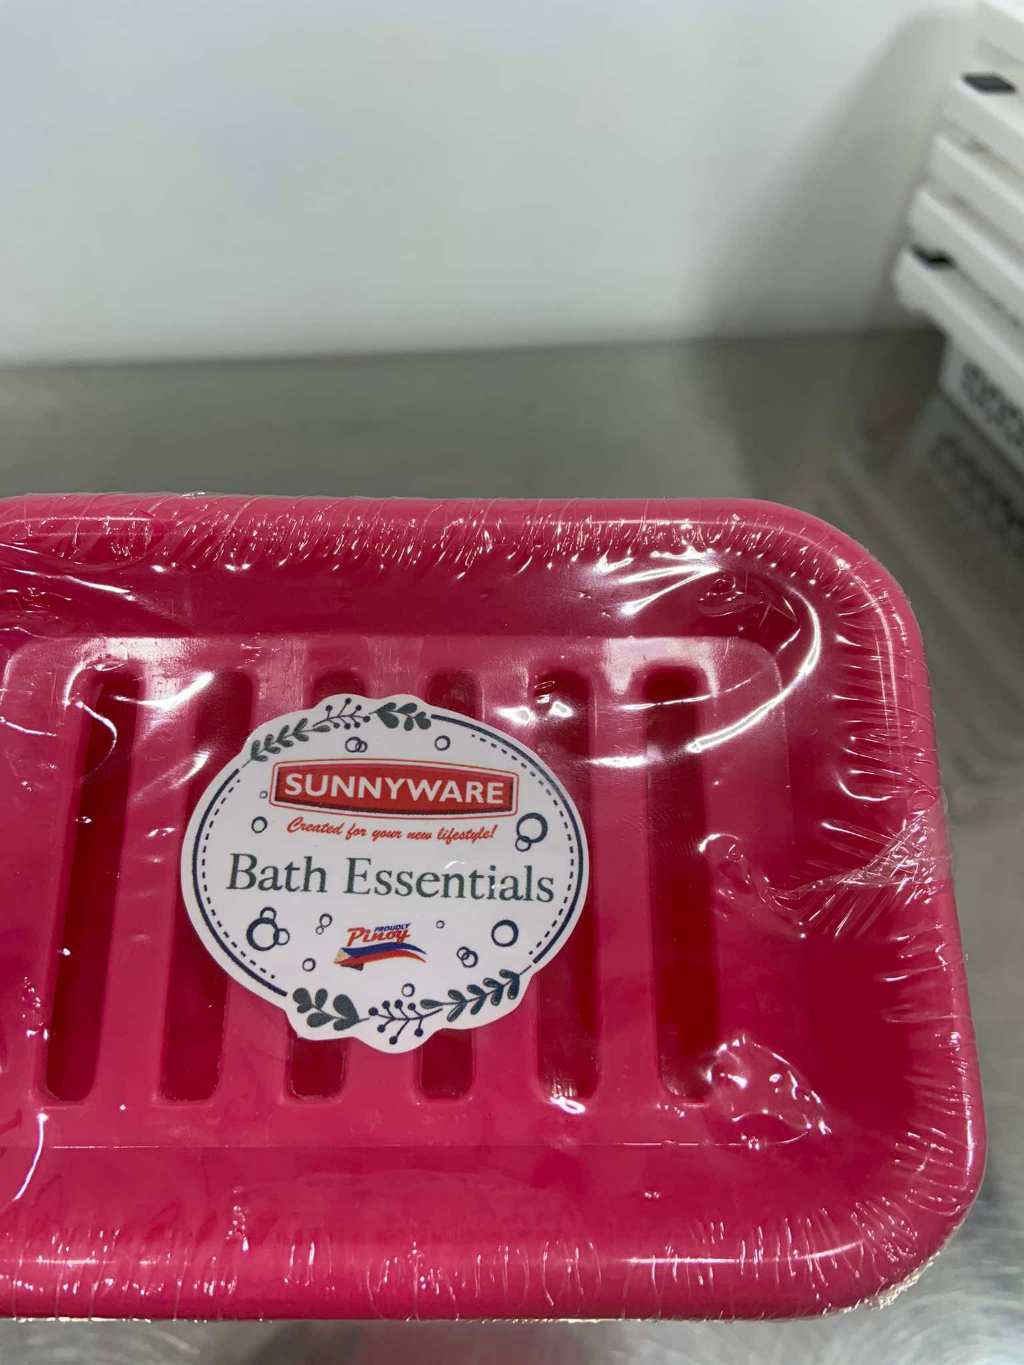 SUNNYWARE
Created for your new lifestyle!
Bath Essentials
PROUDLY
Pinoy